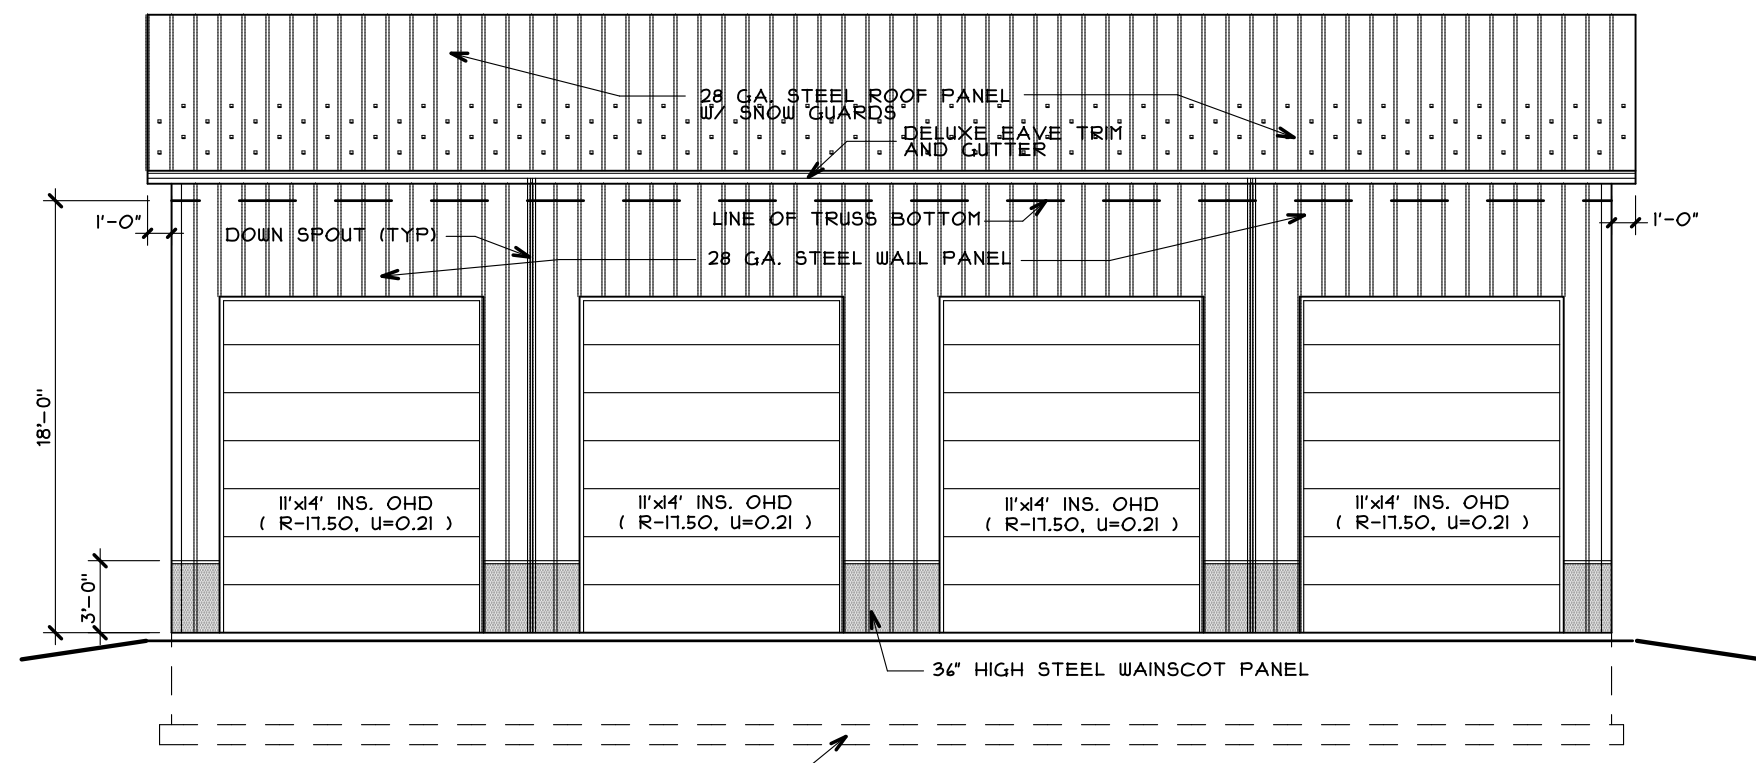 28 GA. STEEL ROOF PANEL
W/ SNOW GUARDS
DELUXE EAVE TRIM
AND GUTTER
1'-0"
LINE OF TRUSS BOTTOM
1'-0"
DOWN SPOUT (TYP)
28 GA. STEEL WALL PANEL
18'-0"
11'x14' INS. OHD
( R-17.50, U=0.21 )
11'x14' INS. OHD
( R-17.50, U=0.21 )
11'x14' INS. OHD
( R-17.50, U=0.21 )
11'x14' INS. OHD
( R-17.50, U=0.21 )
3'-0"
36" HIGH STEEL WAINSCOT PANEL